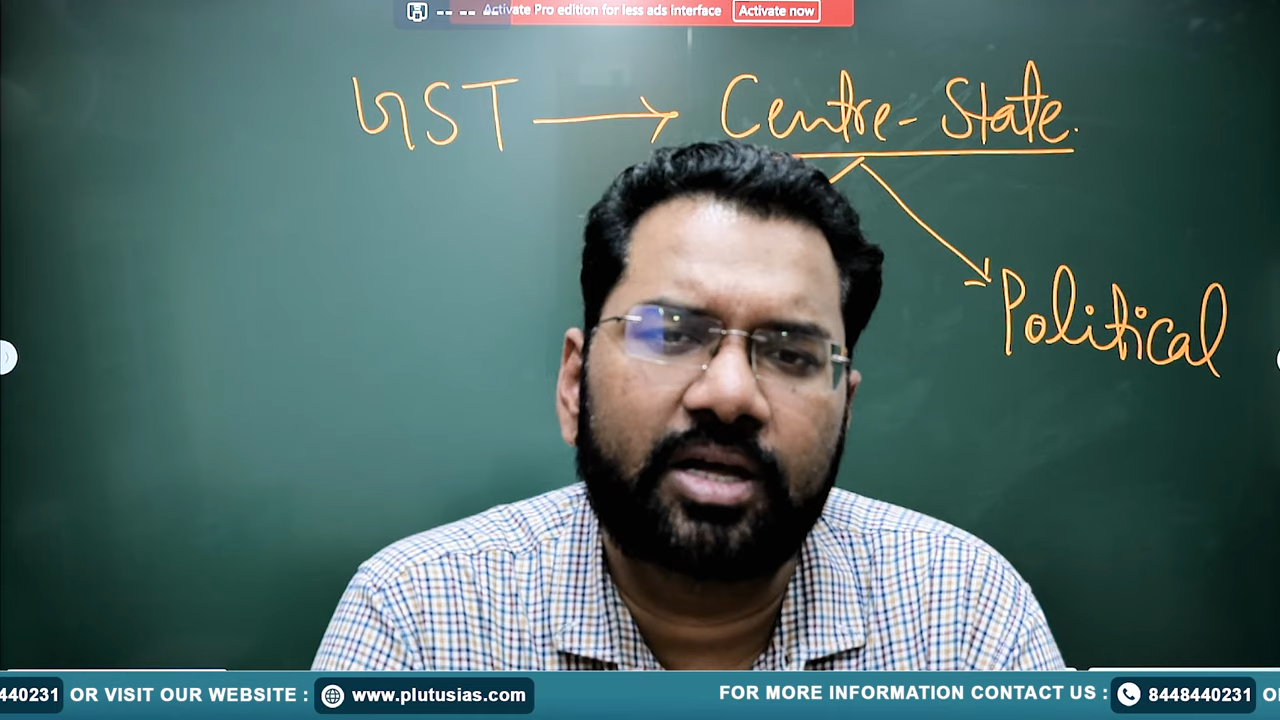 Activate Pro edition for less ads interface Activate now
GST → Centre-State.
Political
440231 OR VISIT OUR WEBSITE : www.plutusias.com FOR MORE INFORMATION CONTACT US : 8448440231 O